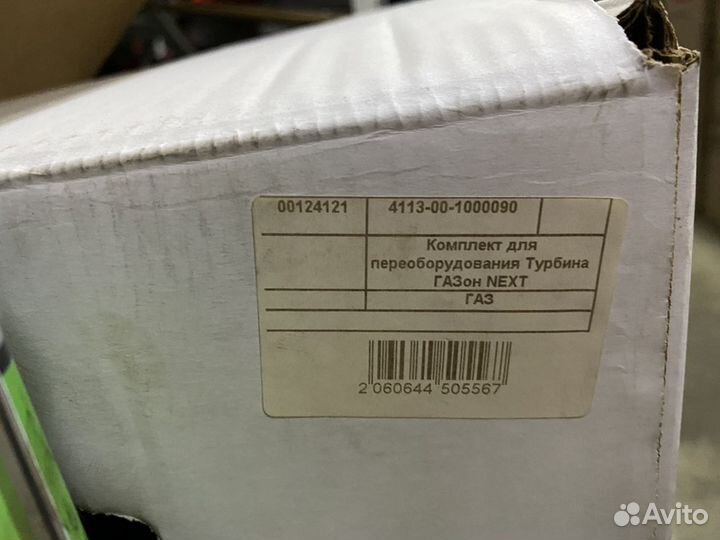 00124121 4113-00-1000090
Комплект для
переоборудования Турбина
ГАЗон NEXT
ГАЗ
2 060644 505567
Avito